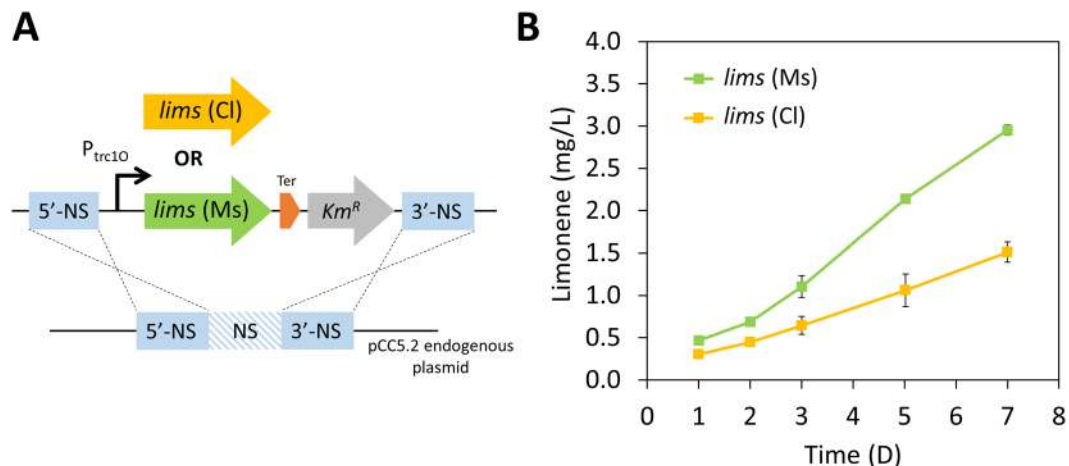 A
lims (Cl)
P_trc1O
OR
Ter
5'-NS
lims (Ms)
Km^R
3'-NS
5'-NS
NS
3'-NS
pCC5.2 endogenous
plasmid
B
4.0
3.5
3.0
2.5
2.0
1.5
1.0
0.5
0.0
Limonene (mg/L)
lims (Ms)
lims (Cl)
0 1 2 3 4 5 6 7 8
Time (D)